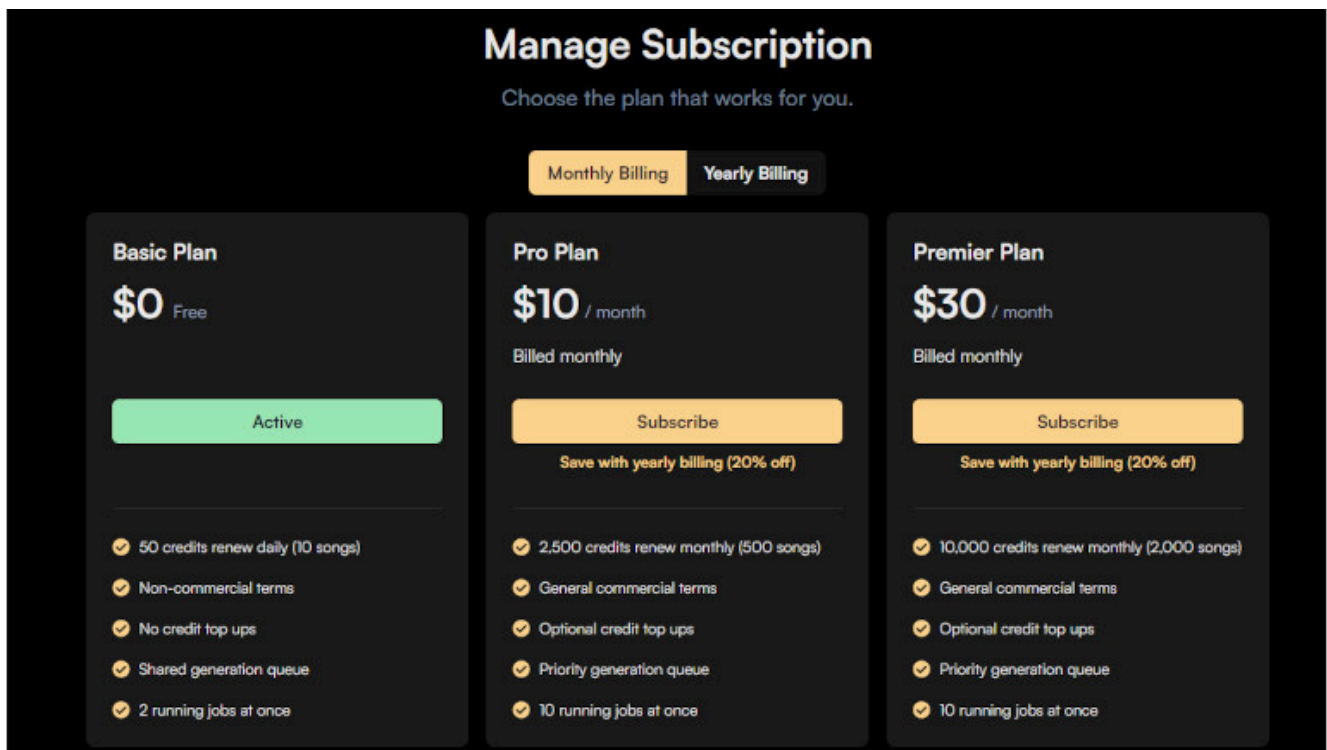 Manage Subscription
Choose the plan that works for you.
Monthly Billing
Yearly Billing
Basic Plan
$0 Free
Active
50 credits renew daily (10 songs)
Non-commercial terms
No credit top ups
Shared generation queue
2 running jobs at once
Pro Plan
$10 / month
Billed monthly
Subscribe
Save with yearly billing (20% off)
2,500 credits renew monthly (500 songs)
General commercial terms
Optional credit top ups
Priority generation queue
10 running jobs at once
Premier Plan
$30 / month
Billed monthly
Subscribe
Save with yearly billing (20% off)
10,000 credits renew monthly (2,000 songs)
General commercial terms
Optional credit top ups
Priority generation queue
10 running jobs at once